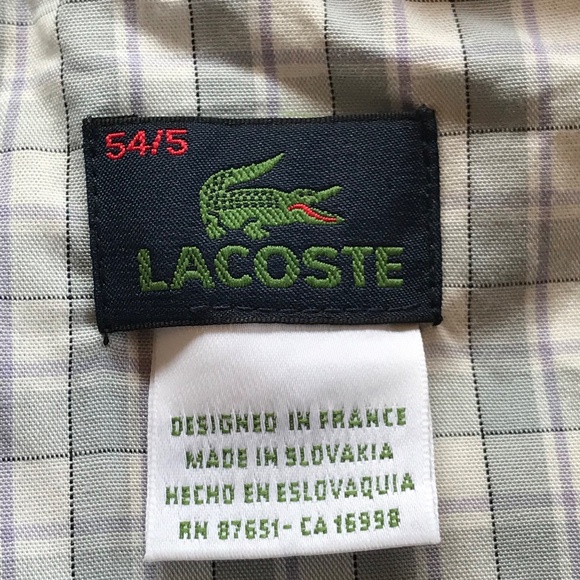 54/5
LACOSTE
DESIGNED IN FRANCE
MADE IN SLOVAKIA
HECHO EN ESLOVAQUIA
RN 87651- CA 16998